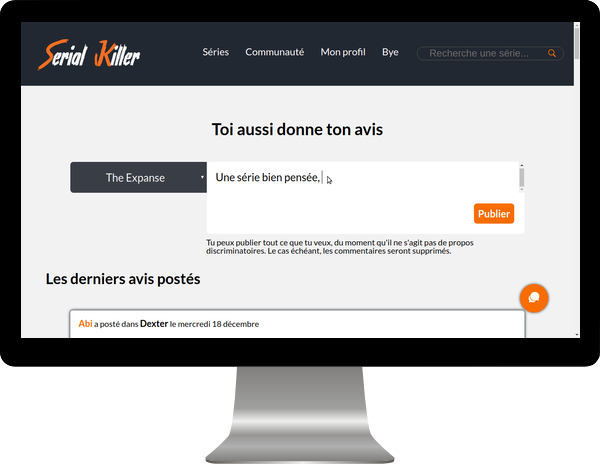 Serial Killer
Séries Communauté Mon profil Bye
Recherche une série...
Toi aussi donne ton avis
The Expanse
Une série bien pensée,
Publier
Tu peux publier tout ce que tu veux, du moment qu'il ne s'agit pas de propos
discriminatoires. Le cas échéant, les commentaires seront supprimés.
Les derniers avis postés
Abi a posté dans Dexter le mercredi 18 décembre